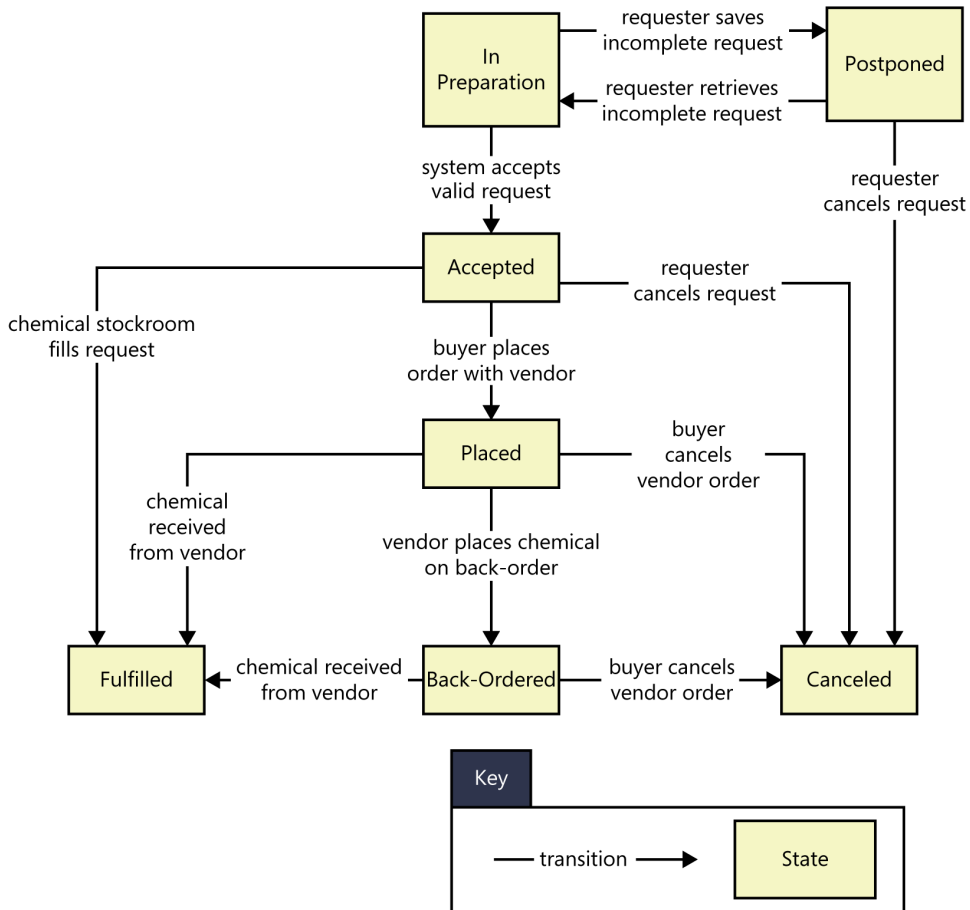 requester saves
incomplete request
In
Preparation
Postponed
requester retrieves
incomplete request
system accepts
valid request
requester
cancels request
Accepted
requester
cancels request
chemical stockroom
fills request
buyer places
order with vendor
Placed
buyer
cancels
vendor order
chemical
received
from vendor
vendor places chemical
on back-order
Fulfilled
chemical received
from vendor
Back-Ordered
buyer cancels
vendor order
Canceled
Key
transition
State